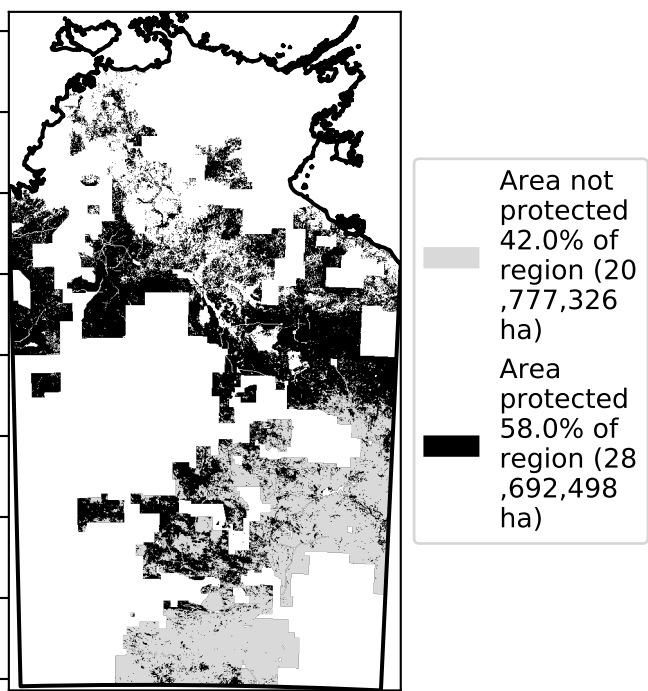 Area not
protected
42.0% of
region (20
,777,326
ha)
Area
protected
58.0% of
region (28
,692,498
ha)